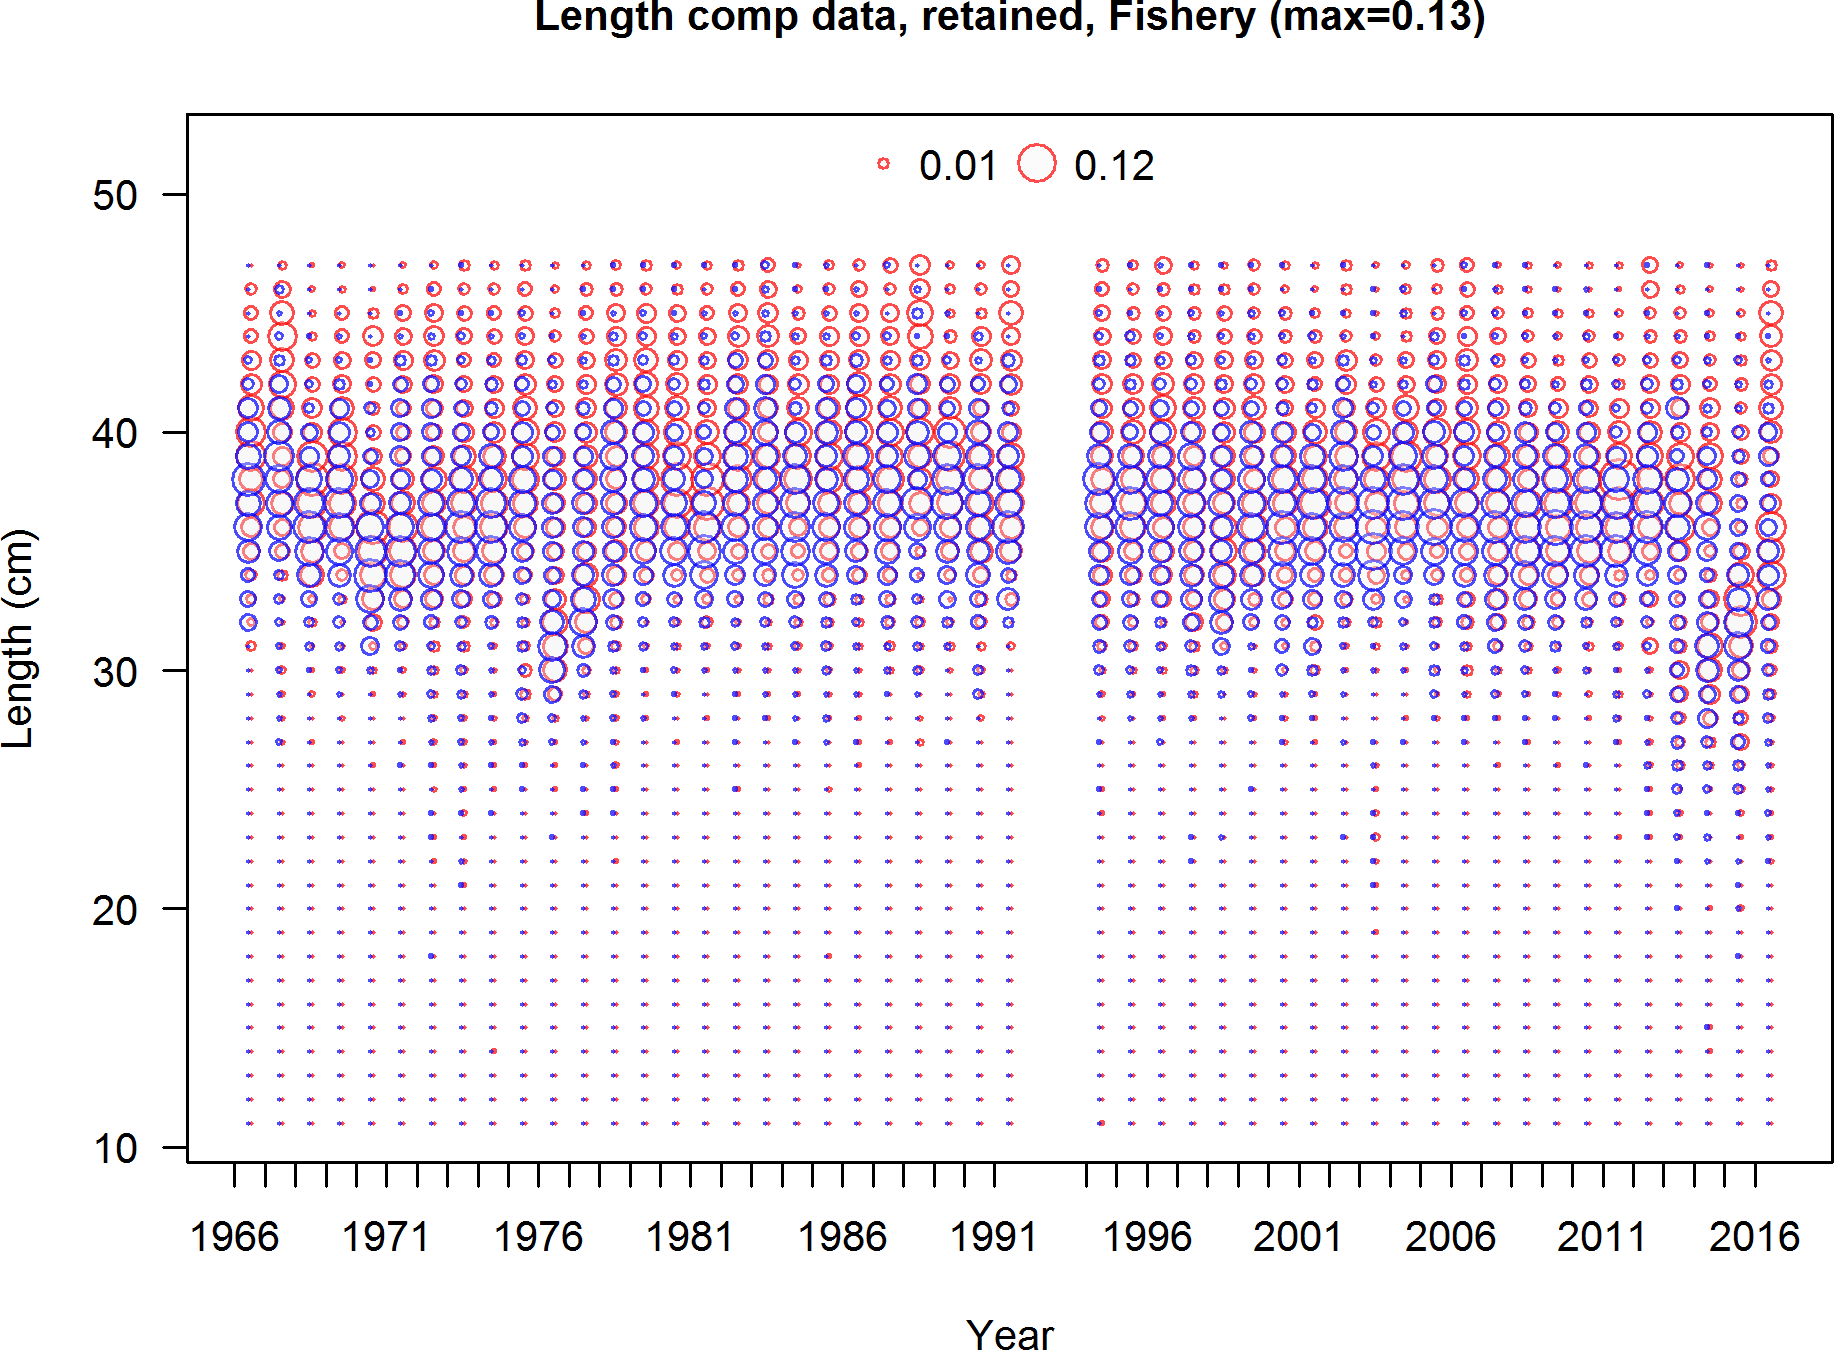 Length comp data, retained, Fishery (max=0.13)
0.01 0.12
50
40
30
20
10
Length (cm)
1966 1971 1976 1981 1986 1991 1996 2001 2006 2011 2016
Year